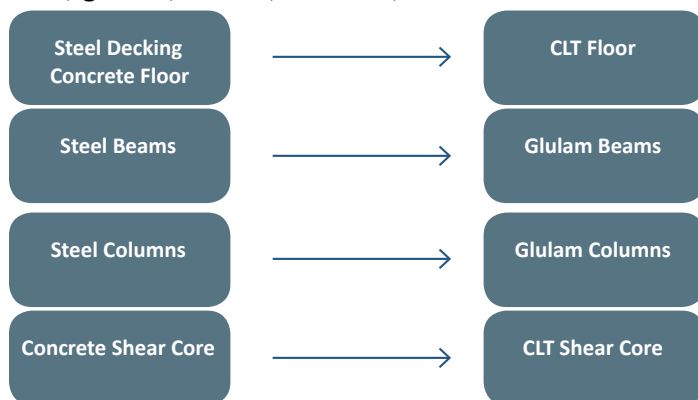 Steel Decking
Concrete Floor
CLT Floor
Steel Beams
Glulam Beams
Steel Columns
Glulam Columns
Concrete Shear Core
CLT Shear Core